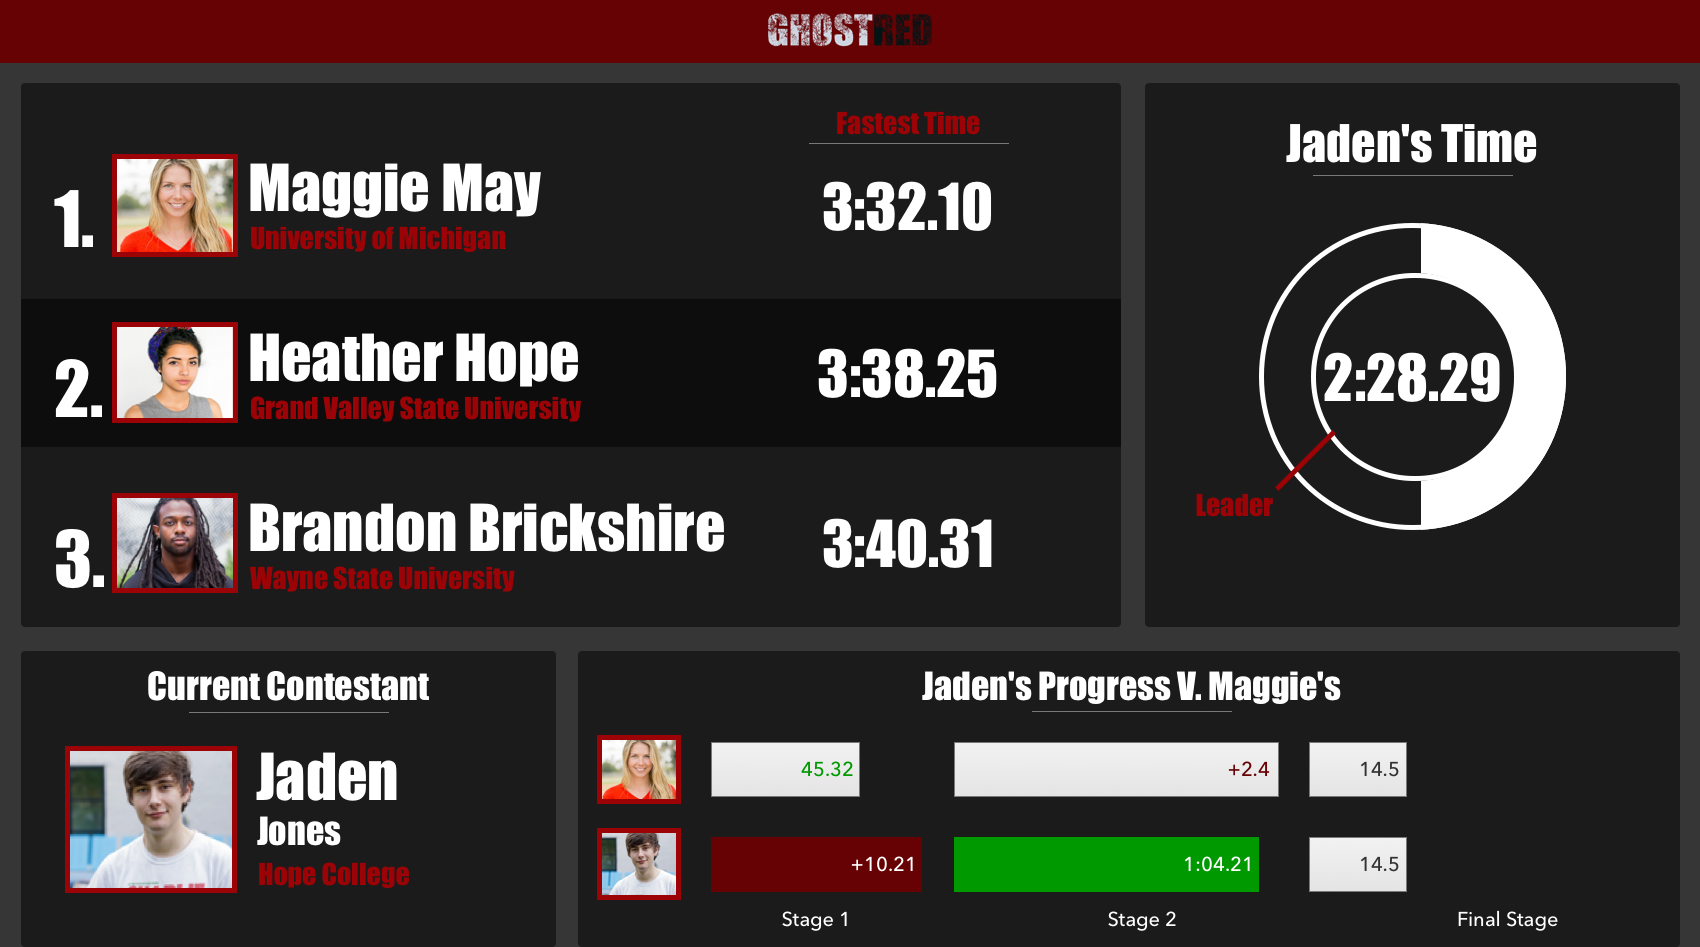 GHOSTRED
Fastest Time
1.
Maggie May
University of Michigan
3:32.10
2.
Heather Hope
Grand Valley State University
3:38.25
3.
Brandon Brickshire
Wayne State University
3:40.31
Jaden's Time
2:28.29
Leader
Current Contestant
Jaden
Jones
Hope College
Jaden's Progress V. Maggie's
45.32
+2.4
14.5
+10.21
1:04.21
14.5
Stage 1
Stage 2
Final Stage